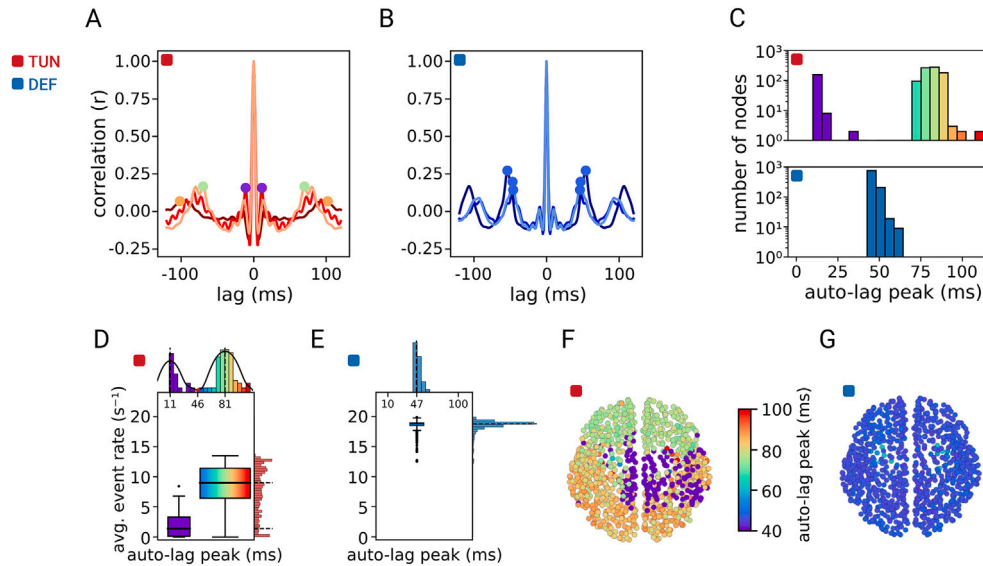 A
B
C
TUN
DEF
correlation (r)
1.00
0.75
0.50
0.25
0.00
-0.25
-100
0
100
lag (ms)
1.00
0.75
0.50
0.25
0.00
-0.25
-100
0
100
lag (ms)
number of nodes
10³
10²
10¹
10⁰
10³
10²
10¹
10⁰
0
25
50
75
100
auto-lag peak (ms)
D
E
F
G
avg. event rate (s⁻¹)
11
46
81
20
15
10
5
0
auto-lag peak (ms)
10
47
100
20
15
10
5
0
auto-lag peak (ms)
100
80
60
40
auto-lag peak (ms)